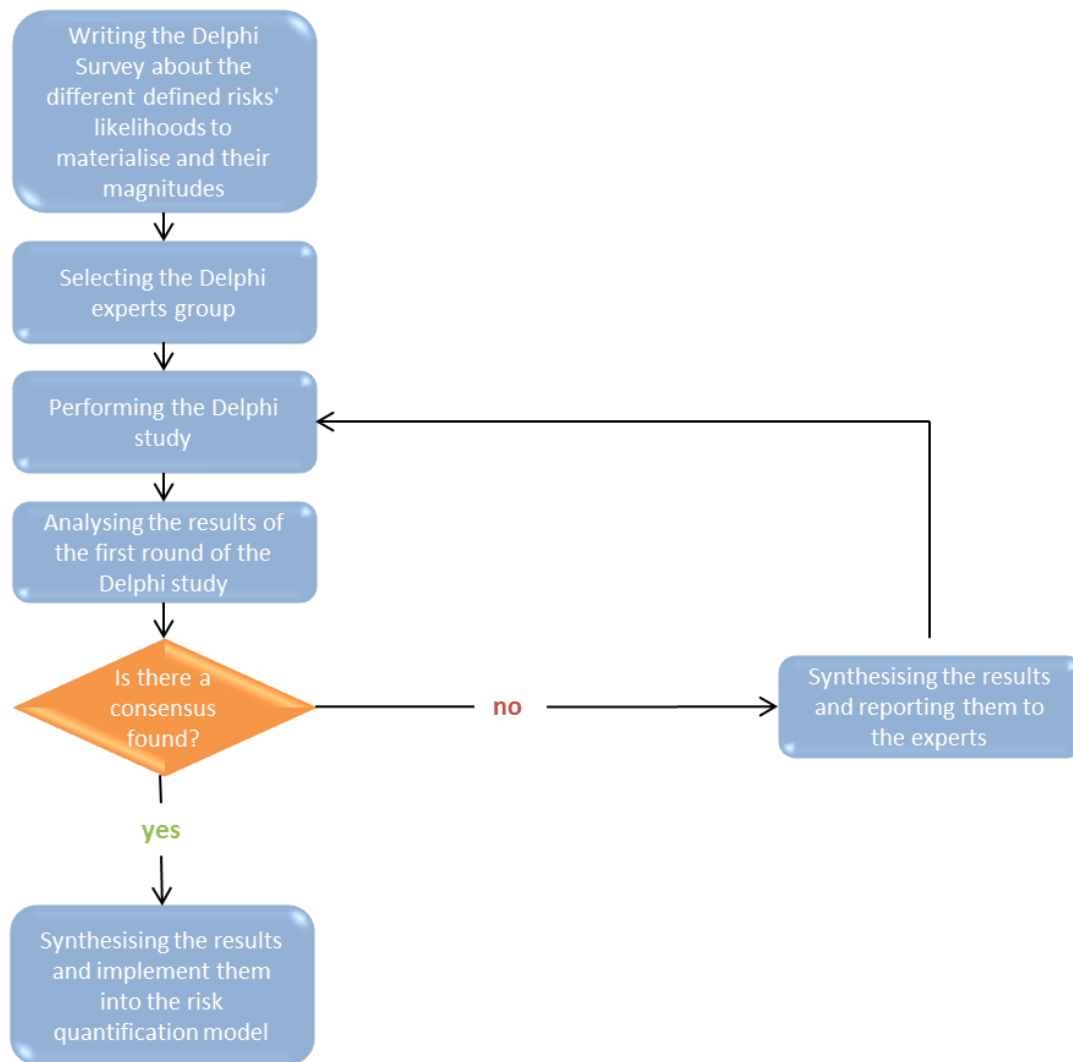 Writing the Delphi
Survey about the
different defined risks'
likelihoods to
materialise and their
magnitudes
Selecting the Delphi
experts group
Performing the Delphi
study
Analysing the results of
the first round of the
Delphi study
Is there a
consensus
found?
no
Synthesising the results
and reporting them to
the experts
yes
Synthesising the results
and implement them
into the risk
quantification model